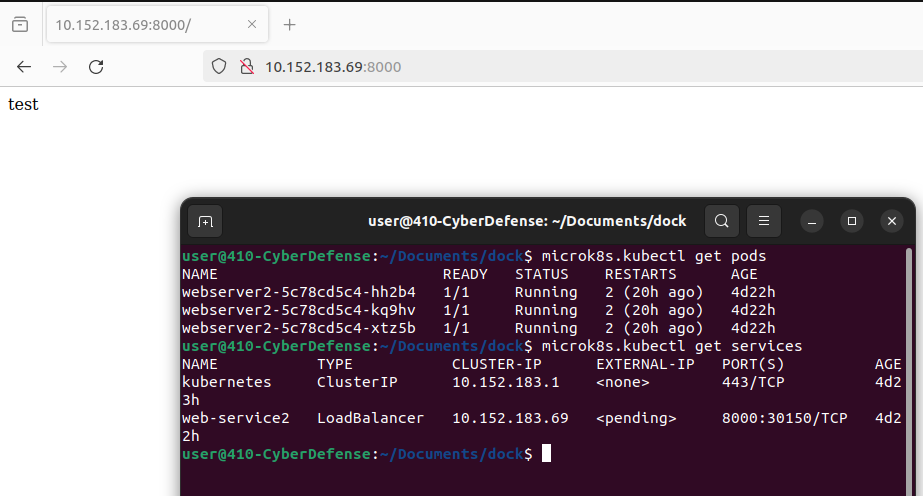 10.152.183.69:8000/
10.152.183.69:8000
test
user@410-CyberDefense: ~/Documents/dock
user@410-CyberDefense:~/Documents/dock$ microk8s.kubectl get pods
NAME READY STATUS RESTARTS AGE
webserver2-5c78cd5c4-hh2b4 1/1 Running 2 (20h ago) 4d22h
webserver2-5c78cd5c4-kq9hv 1/1 Running 2 (20h ago) 4d22h
webserver2-5c78cd5c4-xtz5b 1/1 Running 2 (20h ago) 4d22h
user@410-CyberDefense:~/Documents/dock$ microk8s.kubectl get services
NAME TYPE CLUSTER-IP EXTERNAL-IP PORT(S) AGE
kubernetes ClusterIP 10.152.183.1 <none> 443/TCP 4d2
3h
web-service2 LoadBalancer 10.152.183.69 <pending> 8000:30150/TCP 4d2
2h
user@410-CyberDefense:~/Documents/dock$